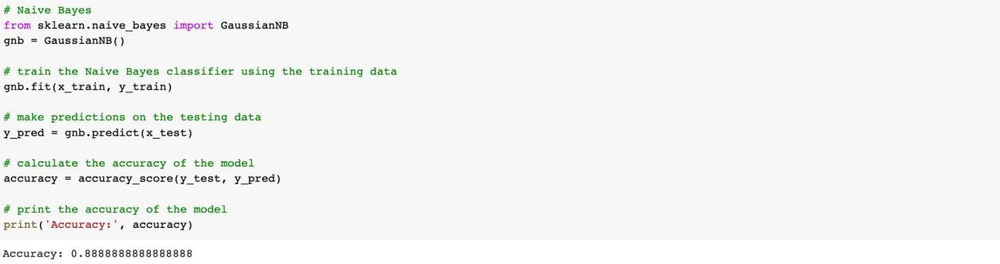 # Naive Bayes
from sklearn.naive_bayes import GaussianNB
gnb = GaussianNB()
# train the Naive Bayes classifier using the training data
gnb.fit(x_train, y_train)
# make predictions on the testing data
y_pred = gnb.predict(x_test)
# calculate the accuracy of the model
accuracy = accuracy_score(y_test, y_pred)
# print the accuracy of the model
print('Accuracy:', accuracy)
Accuracy: 0.8888888888888888